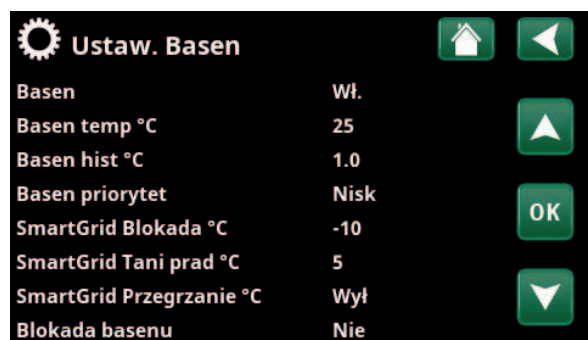 Ustaw. Basen
Basen Wł.
Basen temp °C 25
Basen hist °C 1.0
Basen priorytet Nisk
SmartGrid Blokada °C -10
SmartGrid Tani prad °C 5
SmartGrid Przegrzanie °C Wył
Blokada basenu Nie
OK